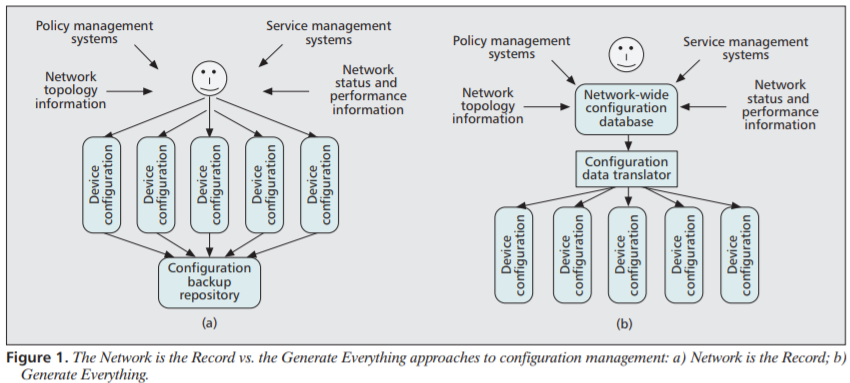 Policy management
systems
Service management
systems
Network
topology
information
Network
status and
performance
information
Device
configuration
Device
configuration
Device
configuration
Device
configuration
Device
configuration
Configuration
backup
repository
(a)
Policy management
systems
Service management
systems
Network
topology
information
Network-wide
configuration
database
Network
status and
performance
information
Configuration
data translator
Device
configuration
Device
configuration
Device
configuration
Device
configuration
Device
configuration
(b)
Figure 1. The Network is the Record vs. the Generate Everything approaches to configuration management: a) Network is the Record; b)
Generate Everything.